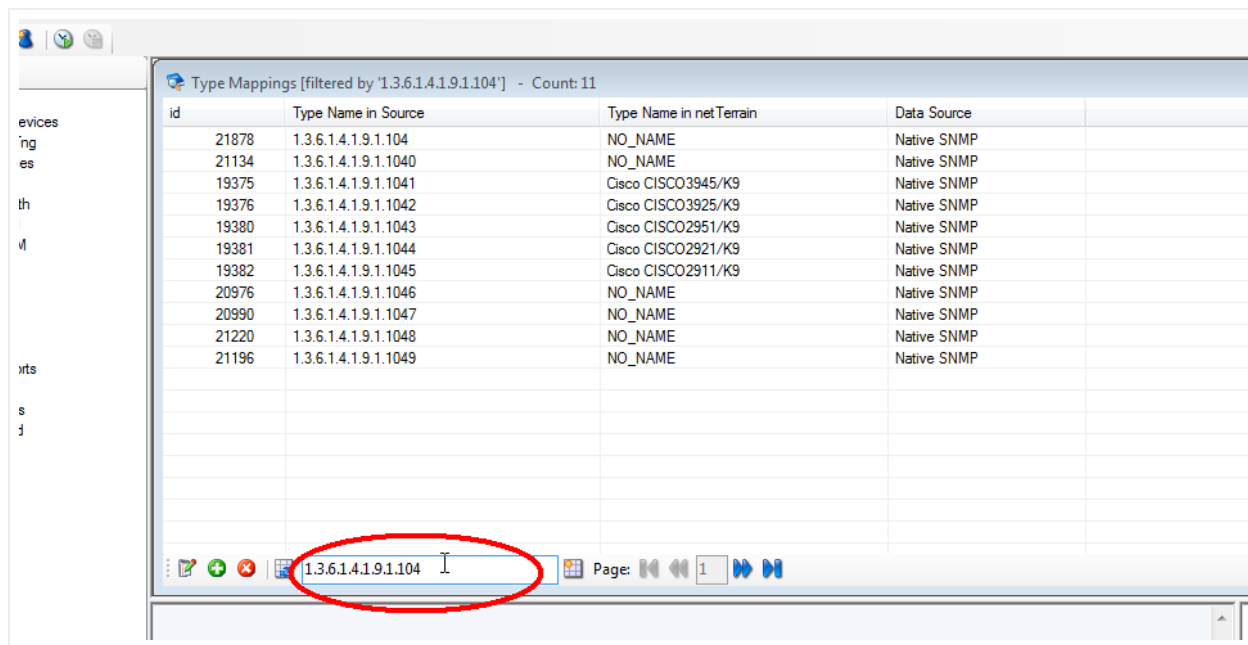 Type Mappings [filtered by '1.3.6.1.4.1.9.1.104'] - Count: 11
id Type Name in Source Type Name in netTerrain Data Source
21878 1.3.6.1.4.1.9.1.104 NO_NAME Native SNMP
21134 1.3.6.1.4.1.9.1.1040 NO_NAME Native SNMP
19375 1.3.6.1.4.1.9.1.1041 Cisco CISCO3945/K9 Native SNMP
19376 1.3.6.1.4.1.9.1.1042 Cisco CISCO3925/K9 Native SNMP
19380 1.3.6.1.4.1.9.1.1043 Cisco CISCO2951/K9 Native SNMP
19381 1.3.6.1.4.1.9.1.1044 Cisco CISCO2921/K9 Native SNMP
19382 1.3.6.1.4.1.9.1.1045 Cisco CISCO2911/K9 Native SNMP
20976 1.3.6.1.4.1.9.1.1046 NO_NAME Native SNMP
20990 1.3.6.1.4.1.9.1.1047 NO_NAME Native SNMP
21220 1.3.6.1.4.1.9.1.1048 NO_NAME Native SNMP
21196 1.3.6.1.4.1.9.1.1049 NO_NAME Native SNMP
1.3.6.1.4.1.9.1.104 Page: 1
evices
es
th
M
orts
s
d